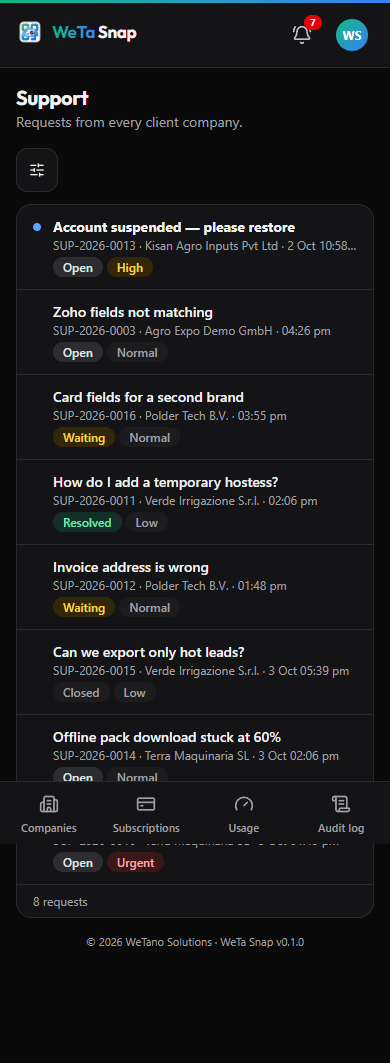 WeTa Snap
7
WS
Support
Requests from every client company.
Account suspended — please restore
SUP-2026-0013 · Kisan Agro Inputs Pvt Ltd · 2 Oct 10:58...
Open High
Zoho fields not matching
SUP-2026-0003 · Agro Expo Demo GmbH · 04:26 pm
Open Normal
Card fields for a second brand
SUP-2026-0016 · Polder Tech B.V. · 03:55 pm
Waiting Normal
How do I add a temporary hostess?
SUP-2026-0011 · Verde Irrigazione S.r.l. · 02:06 pm
Resolved Low
Invoice address is wrong
SUP-2026-0012 · Polder Tech B.V. · 01:48 pm
Waiting Normal
Can we export only hot leads?
SUP-2026-0015 · Verde Irrigazione S.r.l. · 3 Oct 05:39 pm
Closed Low
Offline pack download stuck at 60%
SUP-2026-0014 · Terra Maquinaria SL · 3 Oct 02:06 pm
Open Normal
Companies Subscriptions Usage Audit log
Open Urgent
8 requests
© 2026 WeTano Solutions · WeTa Snap v0.1.0